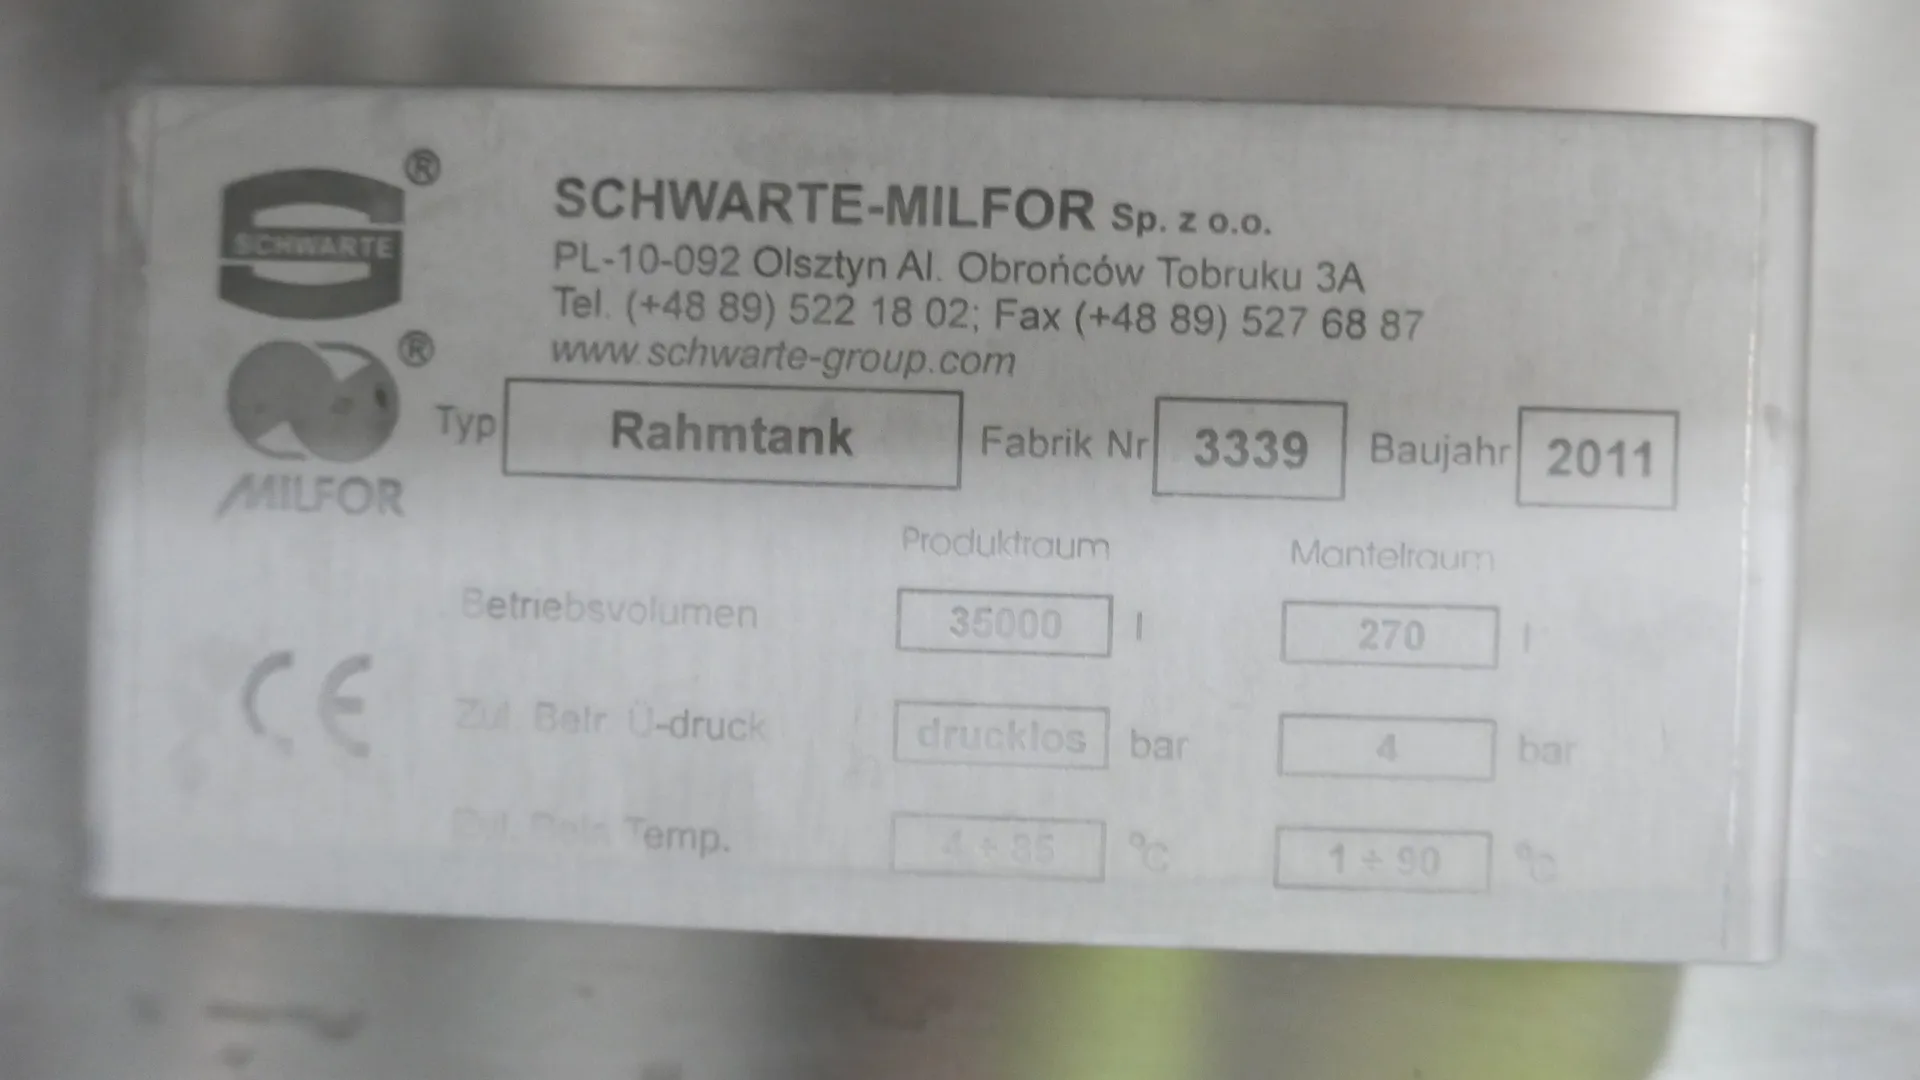 SCHWARTE ®
MILFOR ®
SCHWARTE-MILFOR Sp. z o.o.
PL-10-092 Olsztyn Al. Obrońców Tobruku 3A
Tel. (+48 89) 522 18 02; Fax (+48 89) 527 68 87
www.schwarte-group.com
Typ Rahmtank Fabrik Nr 3339 Baujahr 2011
Produktraum Mantelraum
Betriebsvolumen 35000 l 270 l
Zul. Betr. Ü-druck drucklos bar 4 bar
Temp. °C 1 ÷ 90 °C
CE